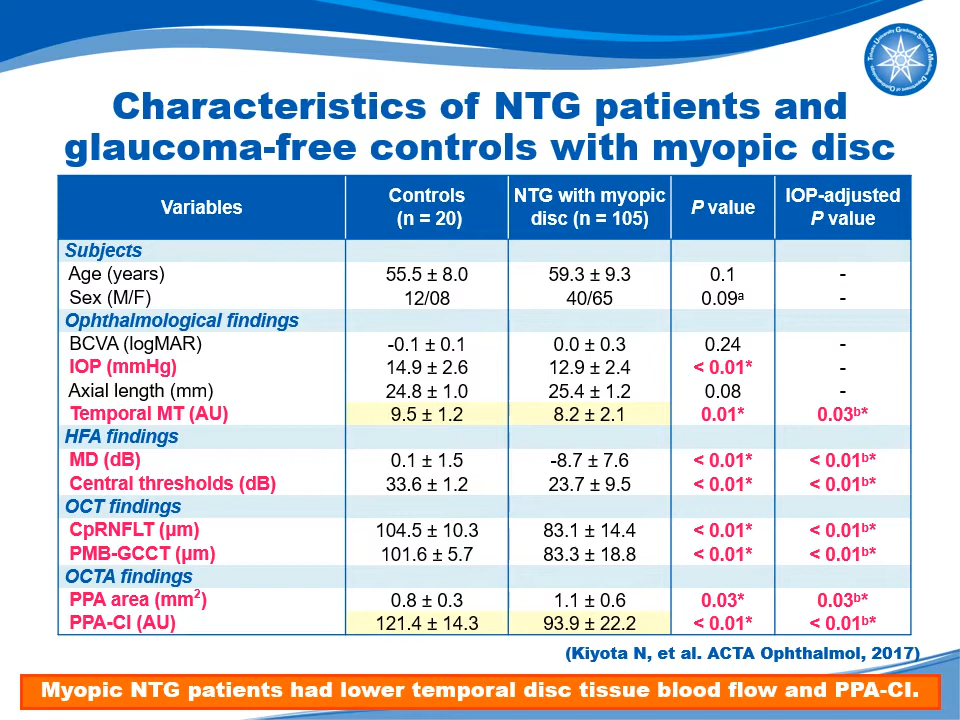 Characteristics of NTG patients and
glaucoma-free controls with myopic disc
Variables Controls (n = 20) NTG with myopic disc (n = 105) P value IOP-adjusted P value
Subjects
Age (years) 55.5 ± 8.0 59.3 ± 9.3 0.1 -
Sex (M/F) 12/08 40/65 0.09ᵃ -
Ophthalmological findings
BCVA (logMAR) -0.1 ± 0.1 0.0 ± 0.3 0.24 -
IOP (mmHg) 14.9 ± 2.6 12.9 ± 2.4 < 0.01* -
Axial length (mm) 24.8 ± 1.0 25.4 ± 1.2 0.08 -
Temporal MT (AU) 9.5 ± 1.2 8.2 ± 2.1 0.01* 0.03ᵇ*
HFA findings
MD (dB) 0.1 ± 1.5 -8.7 ± 7.6 < 0.01* < 0.01ᵇ*
Central thresholds (dB) 33.6 ± 1.2 23.7 ± 9.5 < 0.01* < 0.01ᵇ*
OCT findings
CpRNFLT (µm) 104.5 ± 10.3 83.1 ± 14.4 < 0.01* < 0.01ᵇ*
PMB-GCCT (µm) 101.6 ± 5.7 83.3 ± 18.8 < 0.01* < 0.01ᵇ*
OCTA findings
PPA area (mm²) 0.8 ± 0.3 1.1 ± 0.6 0.03* 0.03ᵇ*
PPA-CI (AU) 121.4 ± 14.3 93.9 ± 22.2 < 0.01* < 0.01ᵇ*
(Kiyota N, et al. ACTA Ophthalmol, 2017)
Myopic NTG patients had lower temporal disc tissue blood flow and PPA-CI.